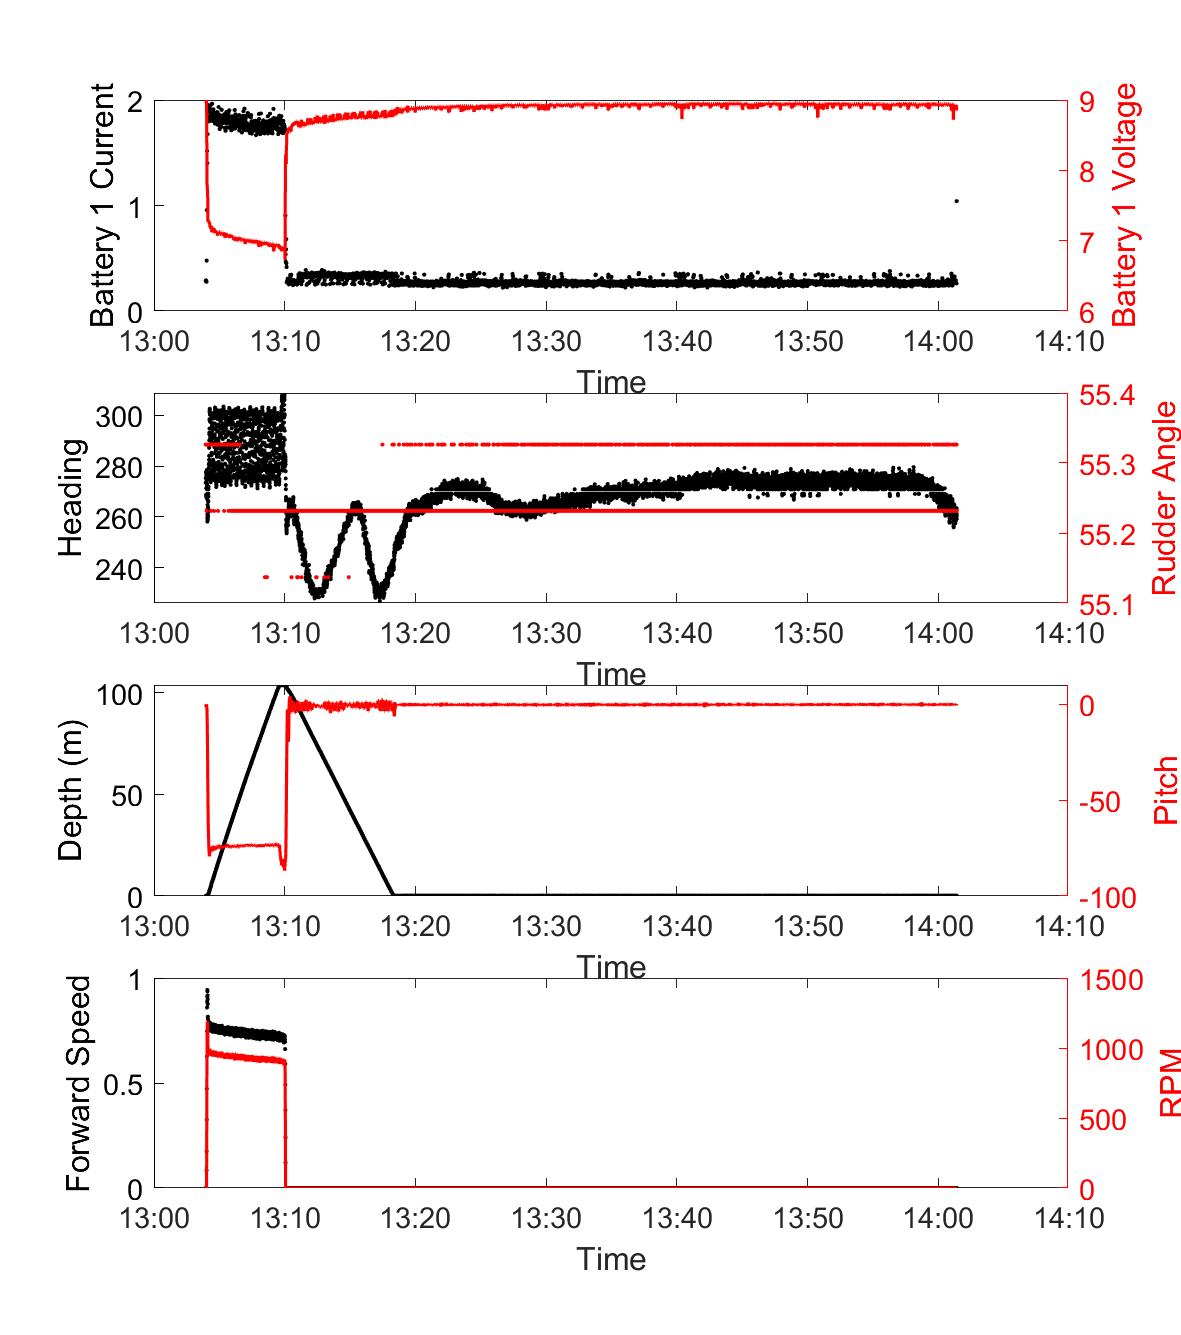 Battery 1 Current
2
1
0
Battery 1 Voltage
9
8
7
6
13:00 13:10 13:20 13:30 13:40 13:50 14:00 14:10
Time
Heading
300
280
260
240
Rudder Angle
55.4
55.3
55.2
55.1
13:00 13:10 13:20 13:30 13:40 13:50 14:00 14:10
Time
Depth (m)
100
50
0
Pitch
0
-50
-100
13:00 13:10 13:20 13:30 13:40 13:50 14:00 14:10
Time
Forward Speed
1
0.5
0
RPM
1500
1000
500
0
13:00 13:10 13:20 13:30 13:40 13:50 14:00 14:10
Time